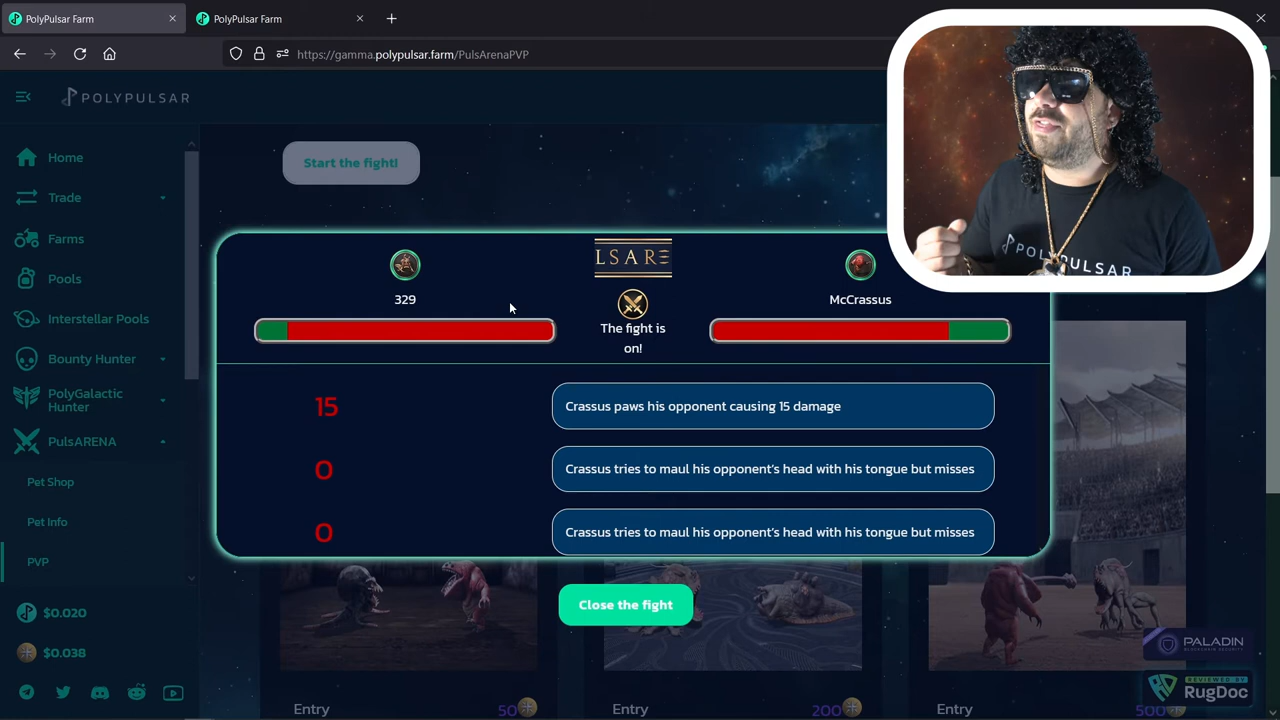 PolyPulsar Farm
PolyPulsar Farm
https://gamma.polypulsar.farm/PulsArenaPVP
POLYPULSAR
Home
Trade
Farms
Pools
Interstellar Pools
Bounty Hunter
PolyGalactic
Hunter
PulsARENA
Pet Shop
Pet Info
PVP
$0.020
$0.038
Start the fight!
329
LSARE
McCrassus
The fight is
on!
15
Crassus paws his opponent causing 15 damage
0
Crassus tries to maul his opponent's head with his tongue but misses
0
Crassus tries to maul his opponent's head with his tongue but misses
Close the fight
Entry
50
Entry
200
Entry
500
POLYPULSAR
PALADIN
BLOCKCHAIN SECURITY
REVIEWED BY
RugDoc